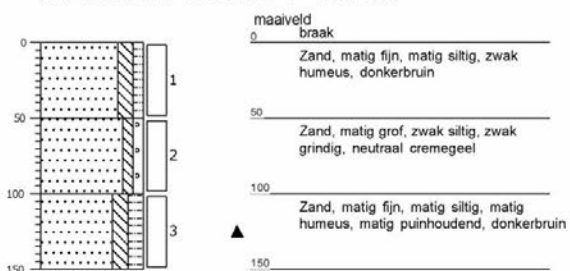 maaiveld
0 braak
0
Zand, matig fijn, matig siltig, zwak
humeus, donkerbruin
1
50
50
Zand, matig grof, zwak siltig, zwak
grindig, neutraal cremegeel
2
100
100
Zand, matig fijn, matig siltig, matig
humeus, matig puinhoudend, donkerbruin
3
150
150